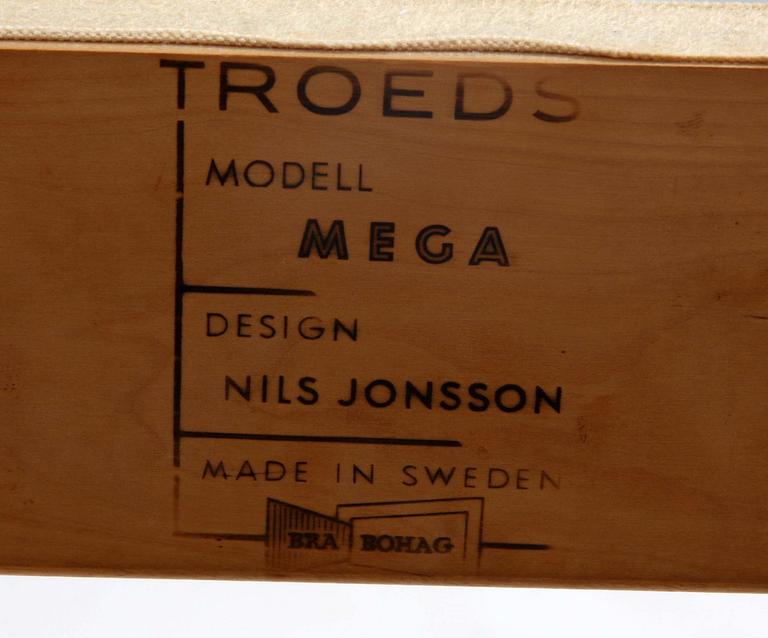 TROEDS
MODELL
MEGA
DESIGN
NILS JONSSON
MADE IN SWEDEN
BRA BOHAG